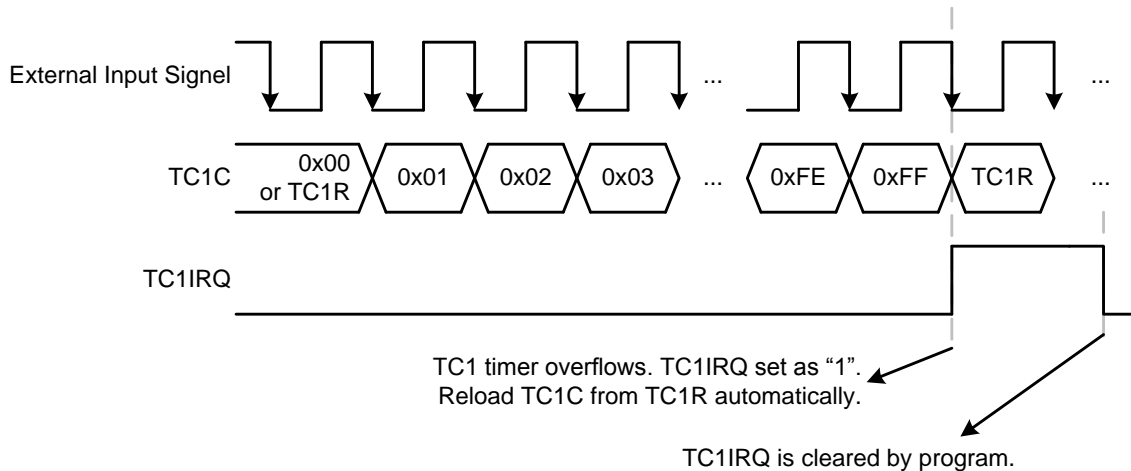 External Input Signel
...
...
TC1C
0x00
or TC1R
0x01
0x02
0x03
...
0xFE
0xFF
TC1R
...
TC1IRQ
TC1 timer overflows. TC1IRQ set as “1”.
Reload TC1C from TC1R automatically.
TC1IRQ is cleared by program.